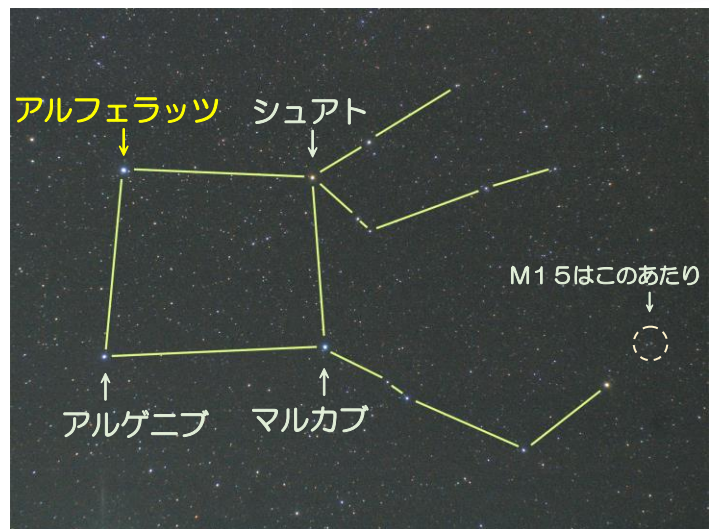 アルフェラッツ
シュアト
M15はこのあたり
アルゲニブ
マルカブ